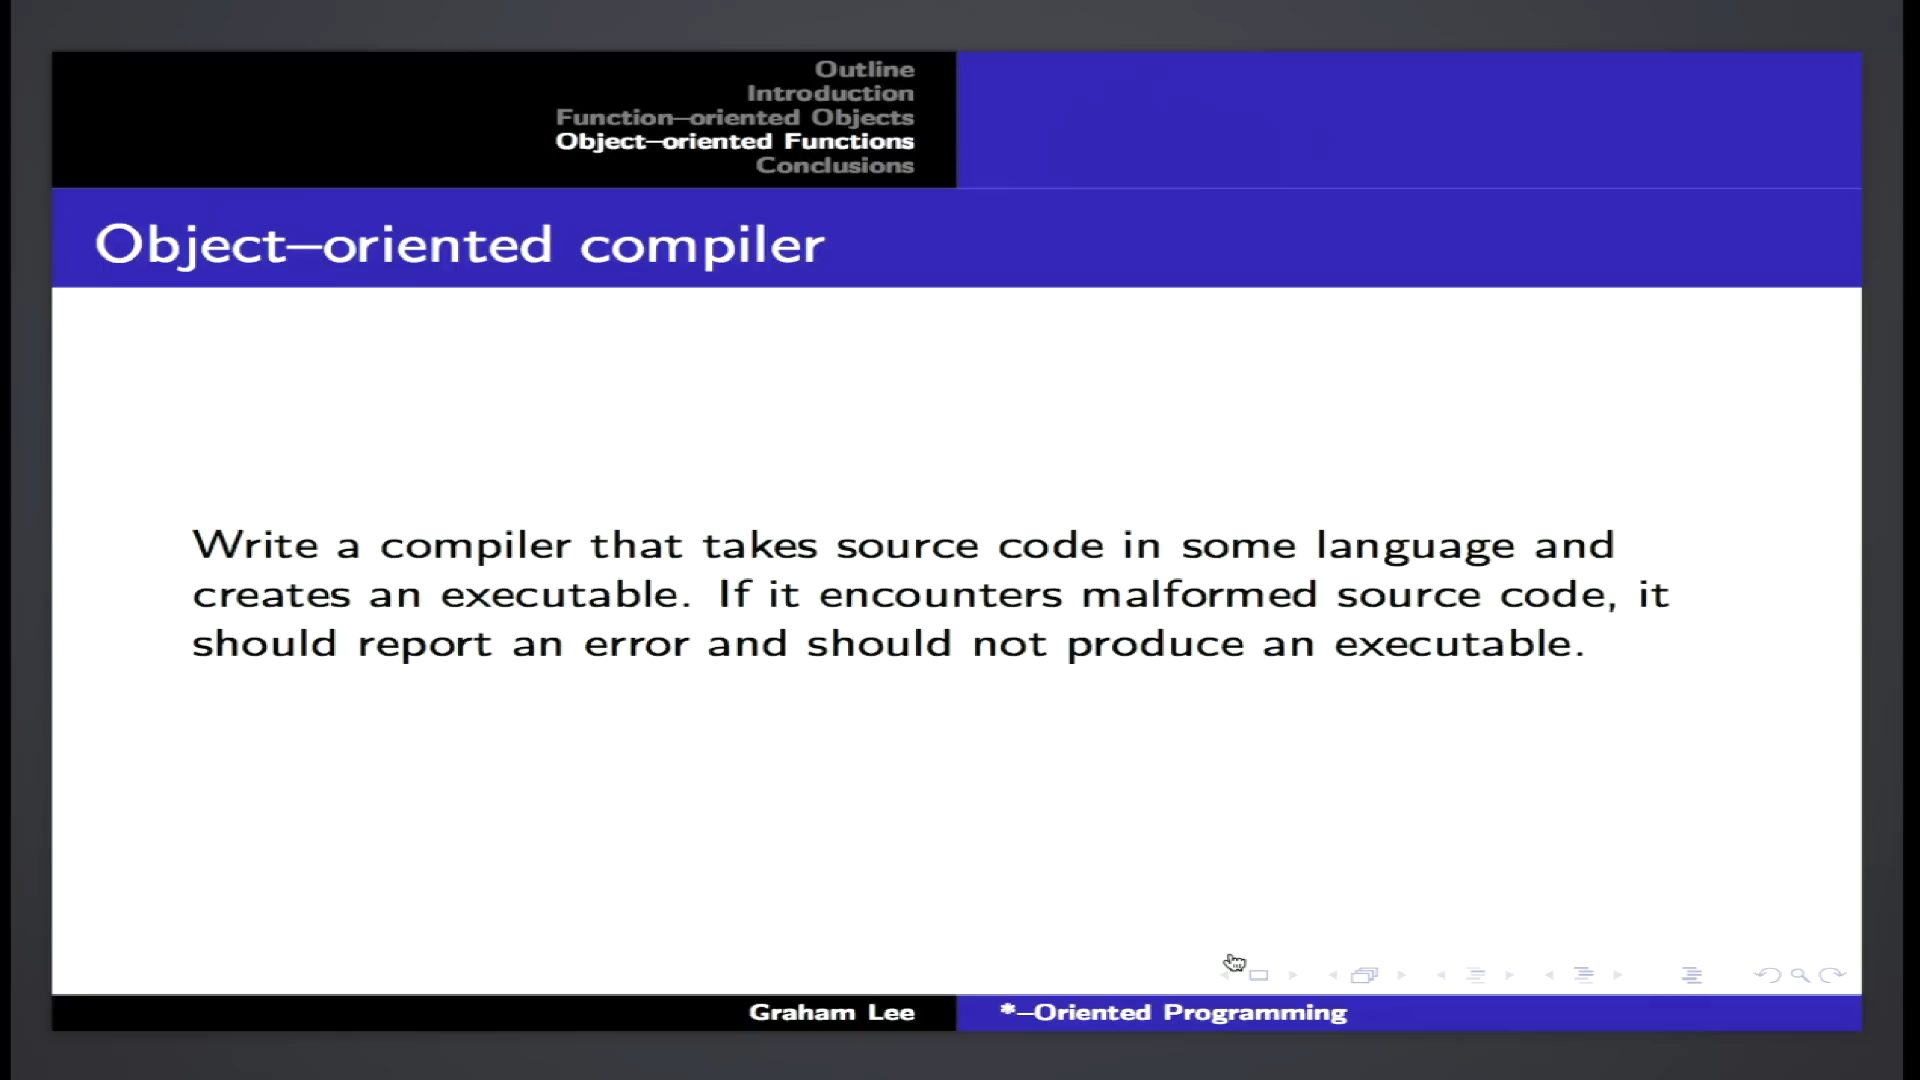 Outline
Introduction
Function–oriented Objects
Object–oriented Functions
Conclusions
Object–oriented compiler
Write a compiler that takes source code in some language and
creates an executable. If it encounters malformed source code, it
should report an error and should not produce an executable.
Graham Lee
*–Oriented Programming